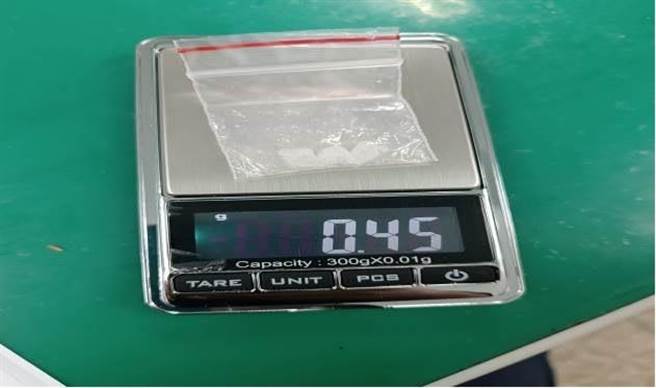 g 0.45
Capacity : 300gX0.01g
TARE UNIT PCS